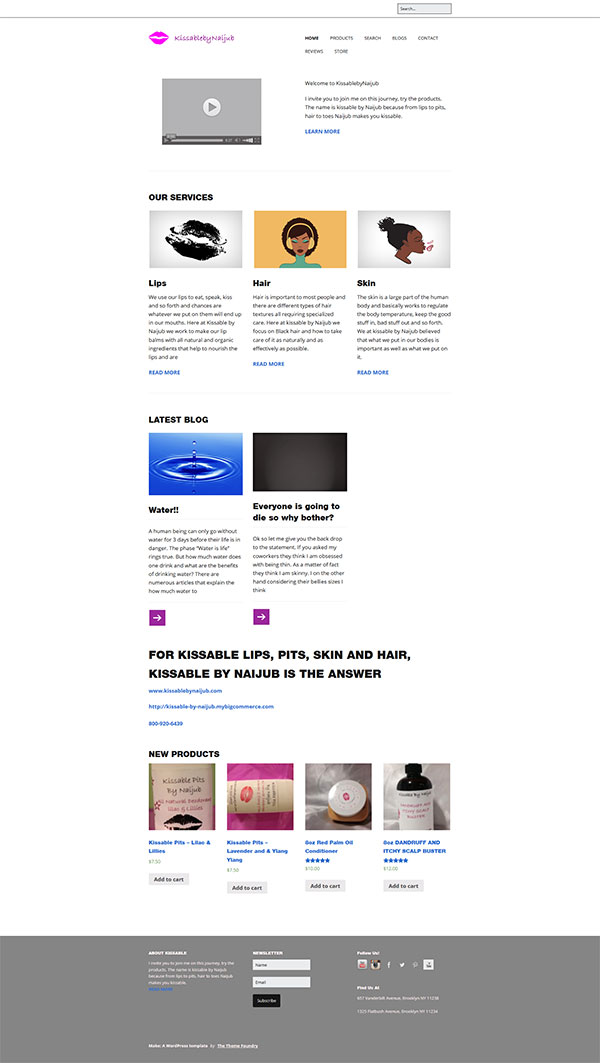 Search...
KissablebyNaijub
HOME PRODUCTS SEARCH BLOGS CONTACT
REVIEWS STORE
Welcome to KissablebyNaijub
I invite you to join me on this journey, try the products.
The name is kissable by Naijub because from lips to pits,
hair to toes Naijub makes you kissable.
LEARN MORE
OUR SERVICES
Lips
We use our lips to eat, speak, kiss
and so forth and chances are
whatever we put on them will end up
in our mouths. Here at Kissable by
Naijub we work to make our lip
balms with all natural and organic
ingredients that help to nourish the
lips and are
READ MORE
Hair
Hair is important to most people and
there are different types of hair
textures all requiring specialized
care. Here at kissable by Naijub we
focus on Black hair and how to take
care of it as naturally and as
effectively as possible.
READ MORE
Skin
The skin is a large part of the human
body and basically works to regulate
the body temperature, keep the good
stuff in, bad stuff out and so forth.
We at kissable by Naijub believed
that what we put in our bodies is
important as well as what we put on
it.
READ MORE
LATEST BLOG
Water!!
A human being can only go without
water for 3 days before their life is in
danger. The phase "Water is life"
rings true. But how much water does
one drink and what are the benefits
of drinking water? There are
numerous articles that explain the
how much water to
Everyone is going to
die so why bother?
Ok so let me give you the back drop
to the statement. If you asked my
coworkers they think I am obsessed
with being thin. As a matter of fact
they think I am skinny. I on the other
hand considering their bellies sizes I
think
FOR KISSABLE LIPS, PITS, SKIN AND HAIR,
KISSABLE BY NAIJUB IS THE ANSWER
www.kissablebynaijub.com
http://kissable-by-naijub.mybigcommerce.com
800-920-6439
NEW PRODUCTS
Kissable Pits
By Naijub
All Natural Deodorant
Lilac & Lillies
Kissable Pits – Lilac &
Lillies
$7.50
Add to cart
Kissable Pits –
Lavender and & Ylang
Ylang
$7.50
Add to cart
8oz Red Palm Oil
Conditioner
$10.00
Add to cart
Kissable By Naijub
DANDRUFF AND
ITCHY SCALP
BUSTER
8oz DANDRUFF AND
ITCHY SCALP BUSTER
$13.00
Add to cart
ABOUT KISSABLE
I invite you to join me on this journey, try the
products. The name is kissable by Naijub
because from lips to pits, hair to toes Naijub
makes you kissable.
READ MORE
NEWSLETTER
Name
Email
Subscribe
Follow Us!
Find Us At
697 Vanderbilt Avenue, Brooklyn NY 11238
1325 Flatbush Avenue, Brooklyn NY 11234
Make: A WordPress template by The Theme Foundry